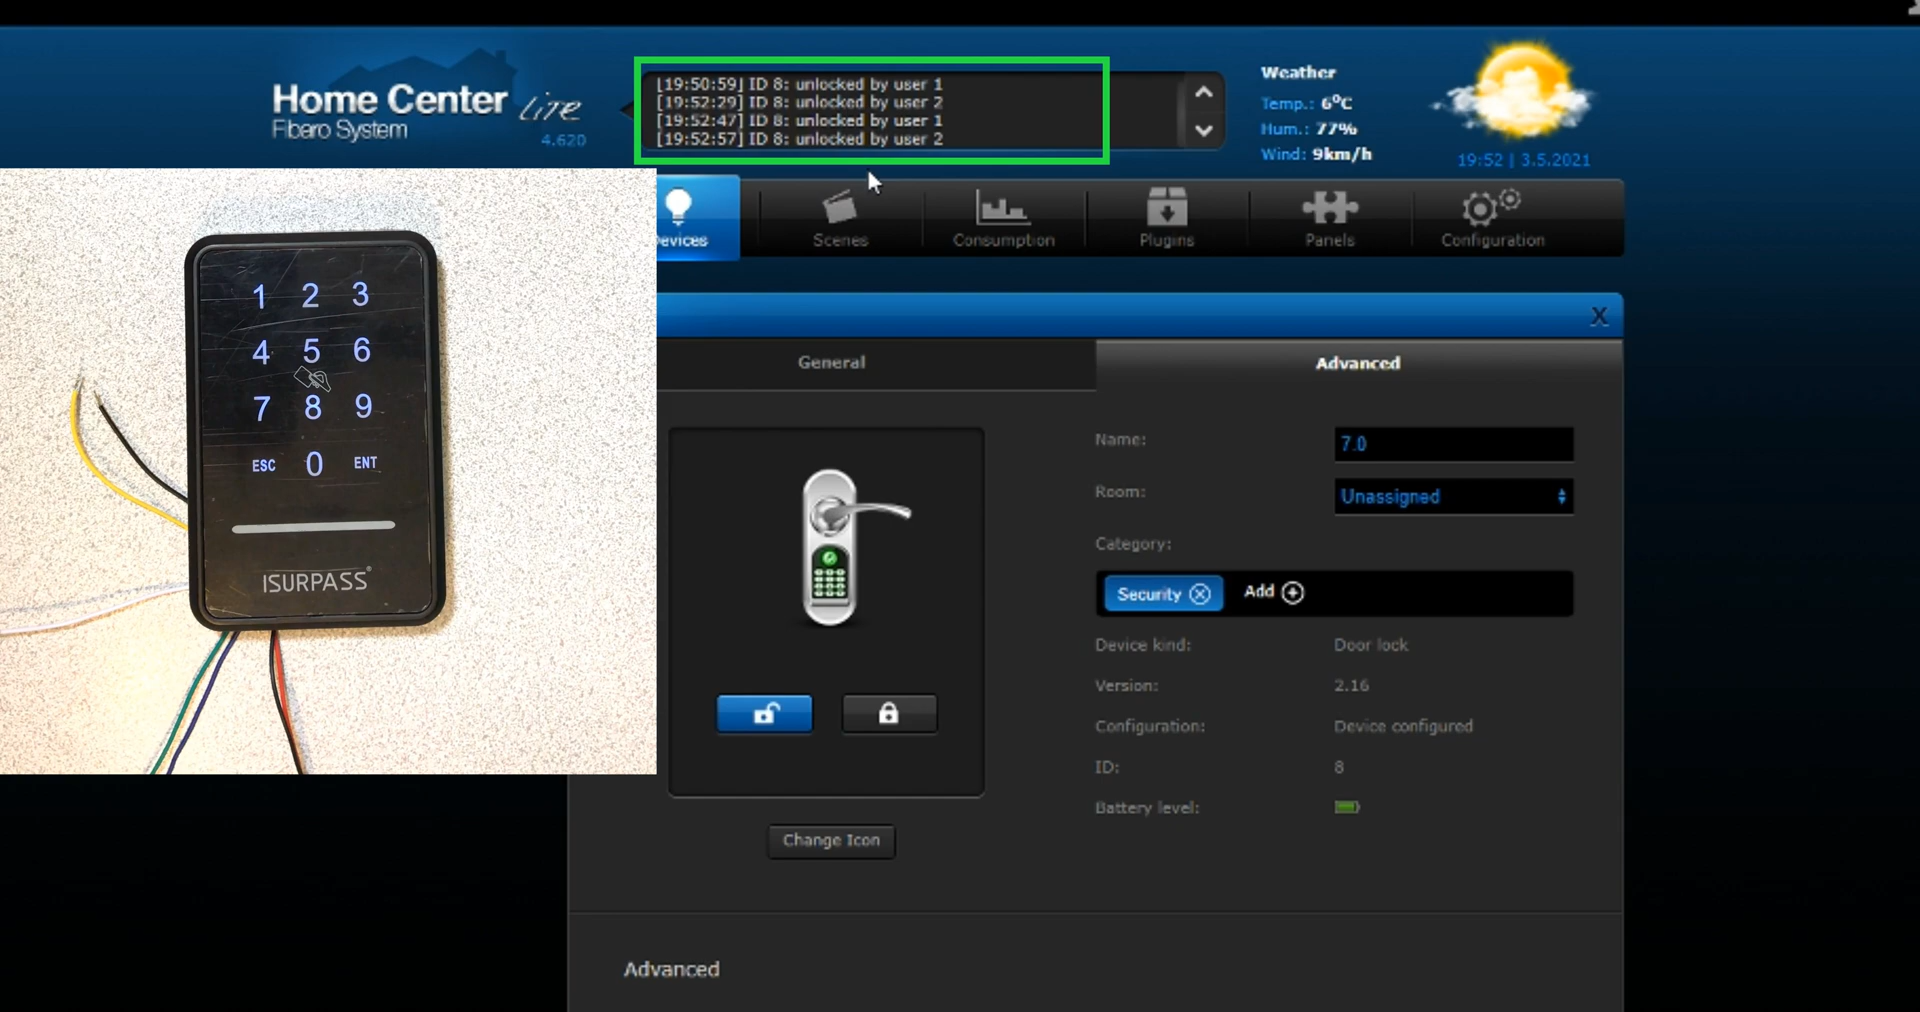 Home Center Lite
Fibaro System
4.620
[19:50:59] ID 8: unlocked by user 1
[19:52:29] ID 8: unlocked by user 2
[19:52:47] ID 8: unlocked by user 1
[19:52:57] ID 8: unlocked by user 2
Weather
Temp.: 6°C
Hum.: 77%
Wind: 9km/h
19:52 | 3.5.2021
evices
Scenes
Consumption
Plugins
Panels
Configuration
X
General
Advanced
1 2 3
4 5 6
7 8 9
ESC 0 ENT
ISURPASS®
Name: 7.0
Room: Unassigned
Category:
Security Add
Device kind: Door lock
Version: 2.16
Configuration: Device configured
ID: 8
Battery level:
Change Icon
Advanced